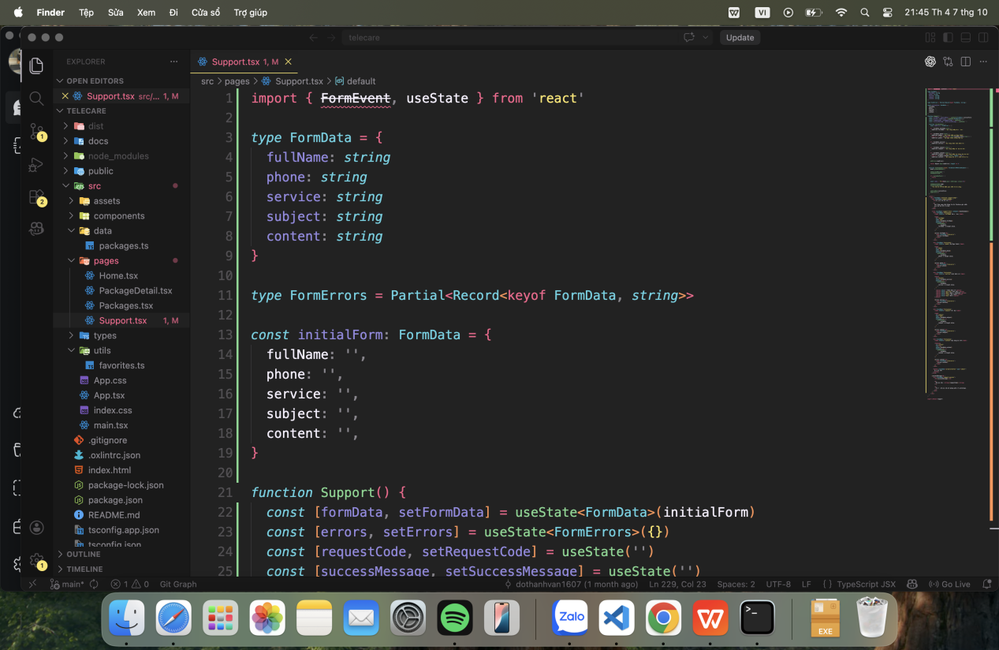 Finder Tệp Sửa Xem Đi Cửa sổ Trợ giúp VI 21:45 Th 4 7 thg 10
telecare Update
EXPLORER
OPEN EDITORS
Support.tsx src/... 1, M
TELECARE
dist
docs
node_modules
public
src
assets
components
data
packages.ts
pages
Home.tsx
PackageDetail.tsx
Packages.tsx
Support.tsx 1, M
types
utils
favorites.ts
App.css
App.tsx
index.css
main.tsx
.gitignore
.oxlintrc.json
index.html
package-lock.json
package.json
README.md
tsconfig.app.json
tsconfig.json
OUTLINE
TIMELINE
1
2
1
Support.tsx 1, M
src > pages > Support.tsx > default
1 import { FormEvent, useState } from 'react'
2
3 type FormData = {
4 fullName: string
5 phone: string
6 service: string
7 subject: string
8 content: string
9 }
10
11 type FormErrors = Partial<Record<keyof FormData, string>>
12
13 const initialForm: FormData = {
14 fullName: '',
15 phone: '',
16 service: '',
17 subject: '',
18 content: '',
19 }
20
21 function Support() {
22 const [formData, setFormData] = useState<FormData>(initialForm)
23 const [errors, setErrors] = useState<FormErrors>({})
24 const [requestCode, setRequestCode] = useState('')
25 const [successMessage, setSuccessMessage] = useState('')
main* 1 0 Git Graph dothanhvan1607 (1 month ago) Ln 229, Col 23 Spaces: 2 UTF-8 LF { } TypeScript JSX Go Live
Zalo
EXE